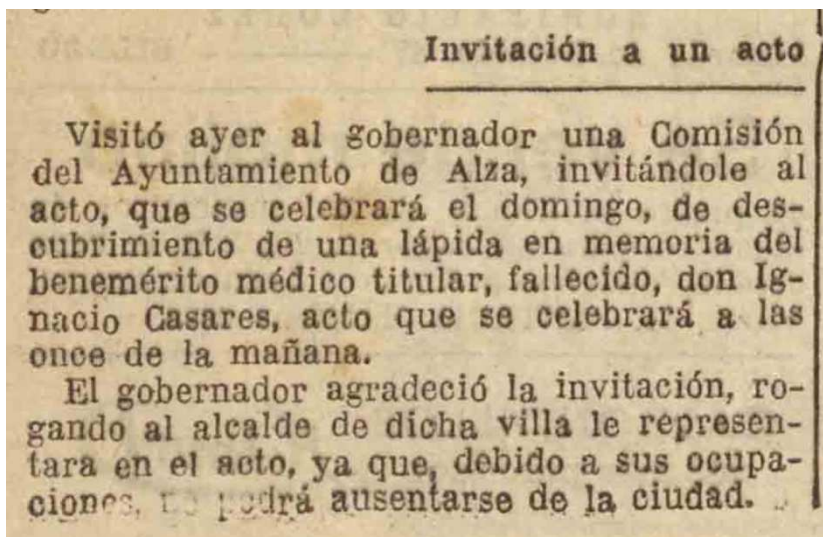 Invitación a un acto
Visitó ayer al gobernador una Comisión
del Ayuntamiento de Alza, invitándole al
acto, que se celebrará el domingo, de des-
cubrimiento de una lápida en memoria del
benemérito médico titular, fallecido, don Ig-
nacio Casares, acto que se celebrará a las
once de la mañana.
El gobernador agradeció la invitación, ro-
gando al alcalde de dicha villa le represen-
tara en el acto, ya que, debido a sus ocupa-
ciones, no podrá ausentarse de la ciudad.